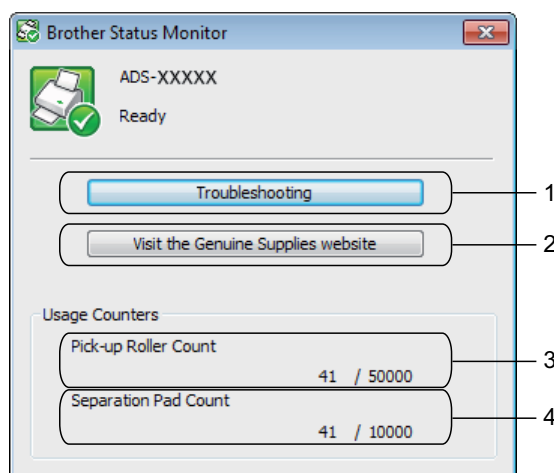 Brother Status Monitor
ADS-XXXXX
Ready
Troubleshooting
1
Visit the Genuine Supplies website
2
Usage Counters
Pick-up Roller Count
41 / 50000
3
Separation Pad Count
41 / 10000
4